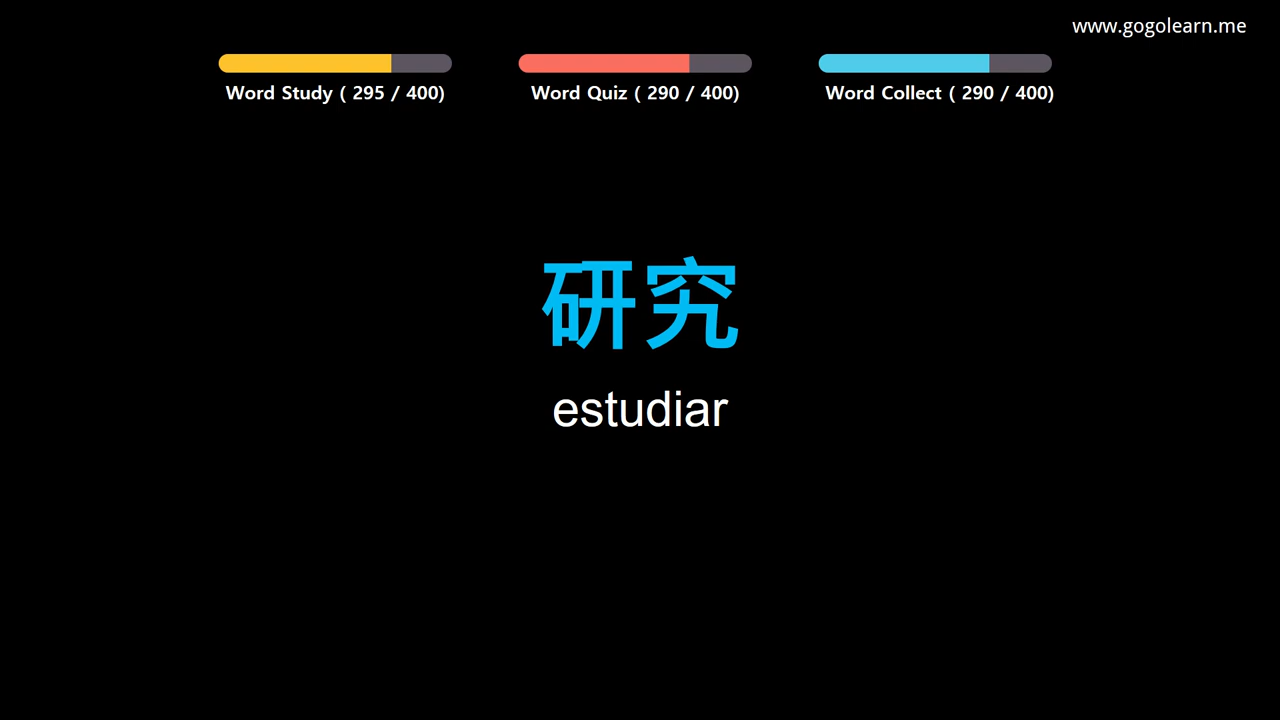 www.gogolearn.me
Word Study ( 295 / 400)
Word Quiz ( 290 / 400)
Word Collect ( 290 / 400)
研究
estudiar